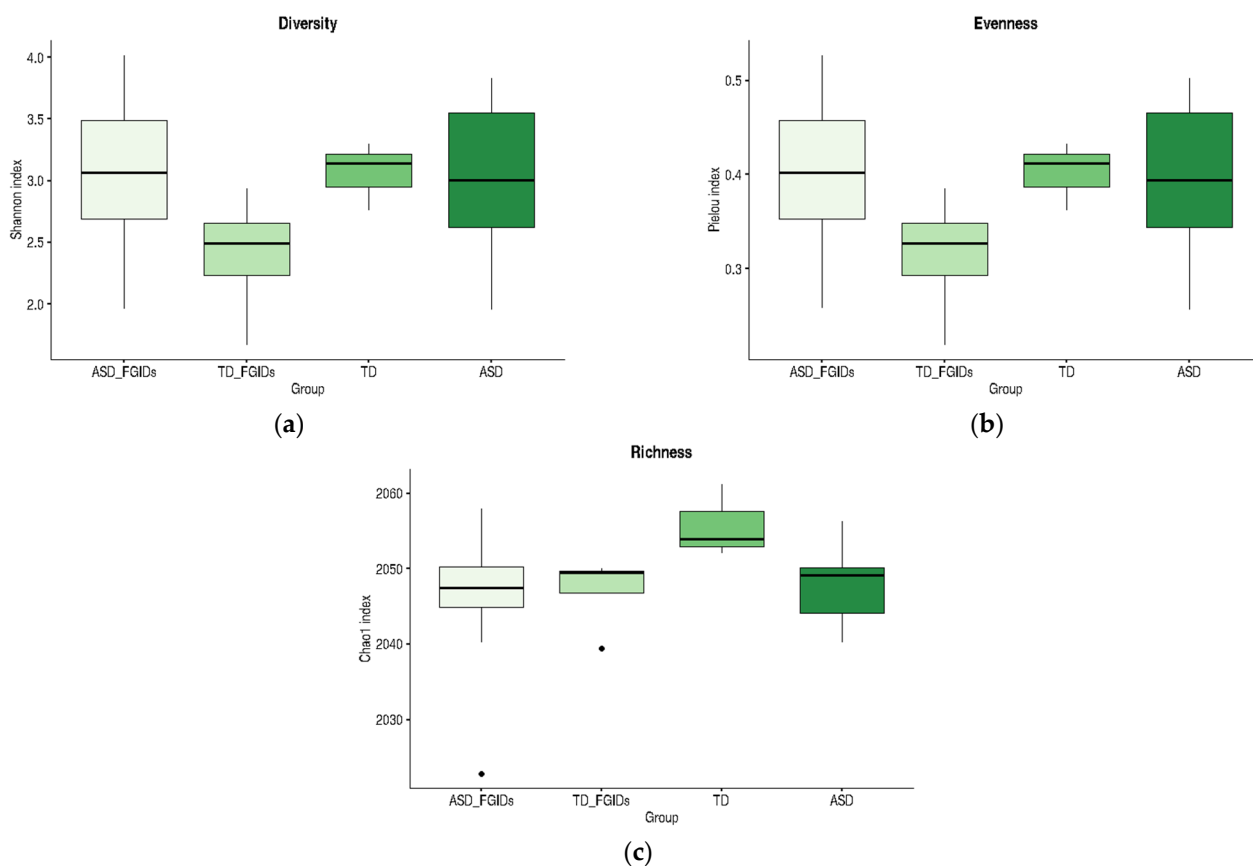 Diversity
Shannon index
4.0
3.5
3.0
2.5
2.0
ASD_FGIDs TD_FGIDs TD ASD
Group
(a)
Evenness
Pielou index
0.5
0.4
0.3
ASD_FGIDs TD_FGIDs TD ASD
Group
(b)
Richness
Chao1 index
2060
2050
2040
2030
ASD_FGIDs TD_FGIDs TD ASD
Group
(c)